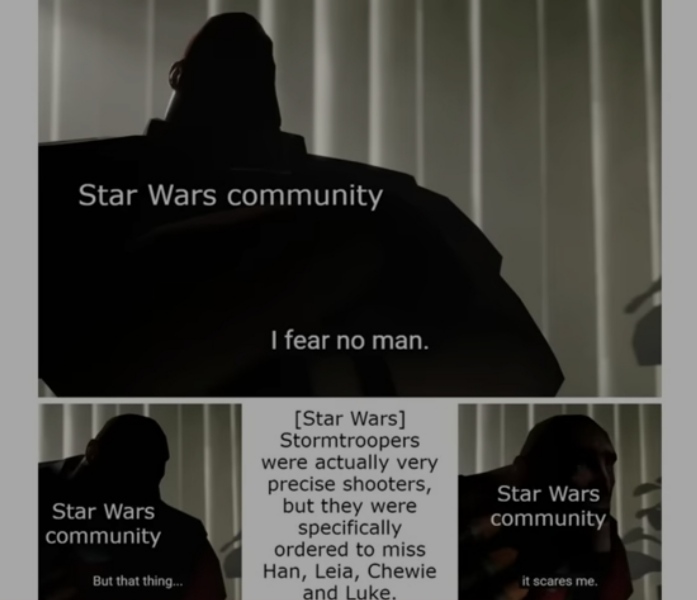 Star Wars community
I fear no man.
Star Wars
community
But that thing...
[Star Wars]
Stormtroopers
were actually very
precise shooters,
but they were
specifically
ordered to miss
Han, Leia, Chewie
and Luke.
Star Wars
community
it scares me.